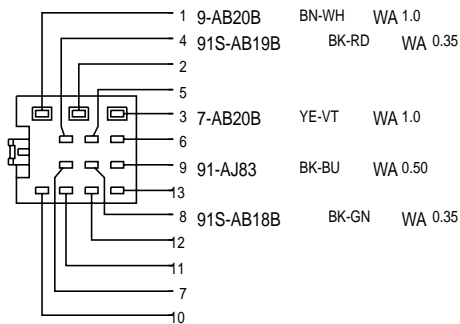 1 9-AB20B BN-WH WA 1.0
4 91S-AB19B BK-RD WA 0.35
2
5
3 7-AB20B YE-VT WA 1.0
6
9 91-AJ83 BK-BU WA 0.50
13
8 91S-AB18B BK-GN WA 0.35
12
11
7
10